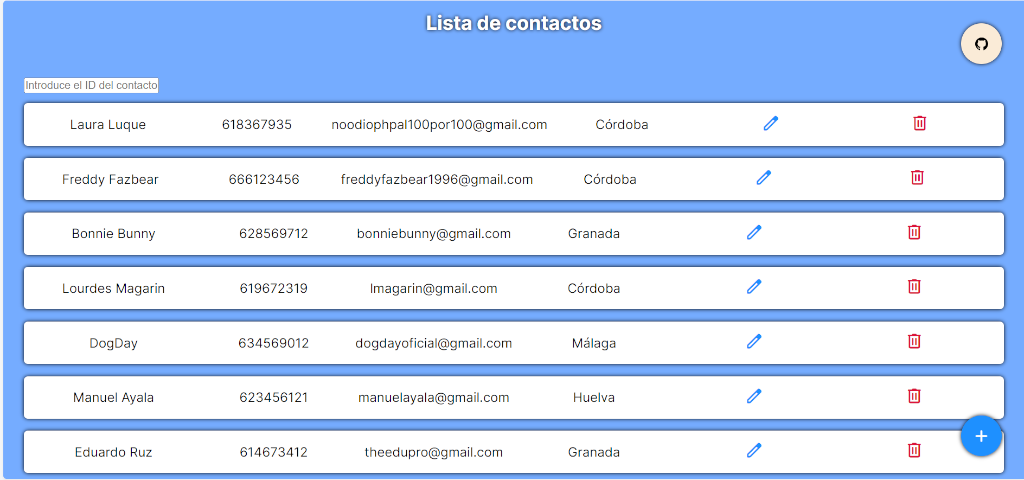 Lista de contactos
Introduce el ID del contacto
Laura Luque 618367935 noodiophpal100por100@gmail.com Córdoba
Freddy Fazbear 666123456 freddyfazbear1996@gmail.com Córdoba
Bonnie Bunny 628569712 bonniebunny@gmail.com Granada
Lourdes Magarin 619672319 lmagarin@gmail.com Córdoba
DogDay 634569012 dogdayoficial@gmail.com Málaga
Manuel Ayala 623456121 manuelayala@gmail.com Huelva
Eduardo Ruz 614673412 theedupro@gmail.com Granada
+